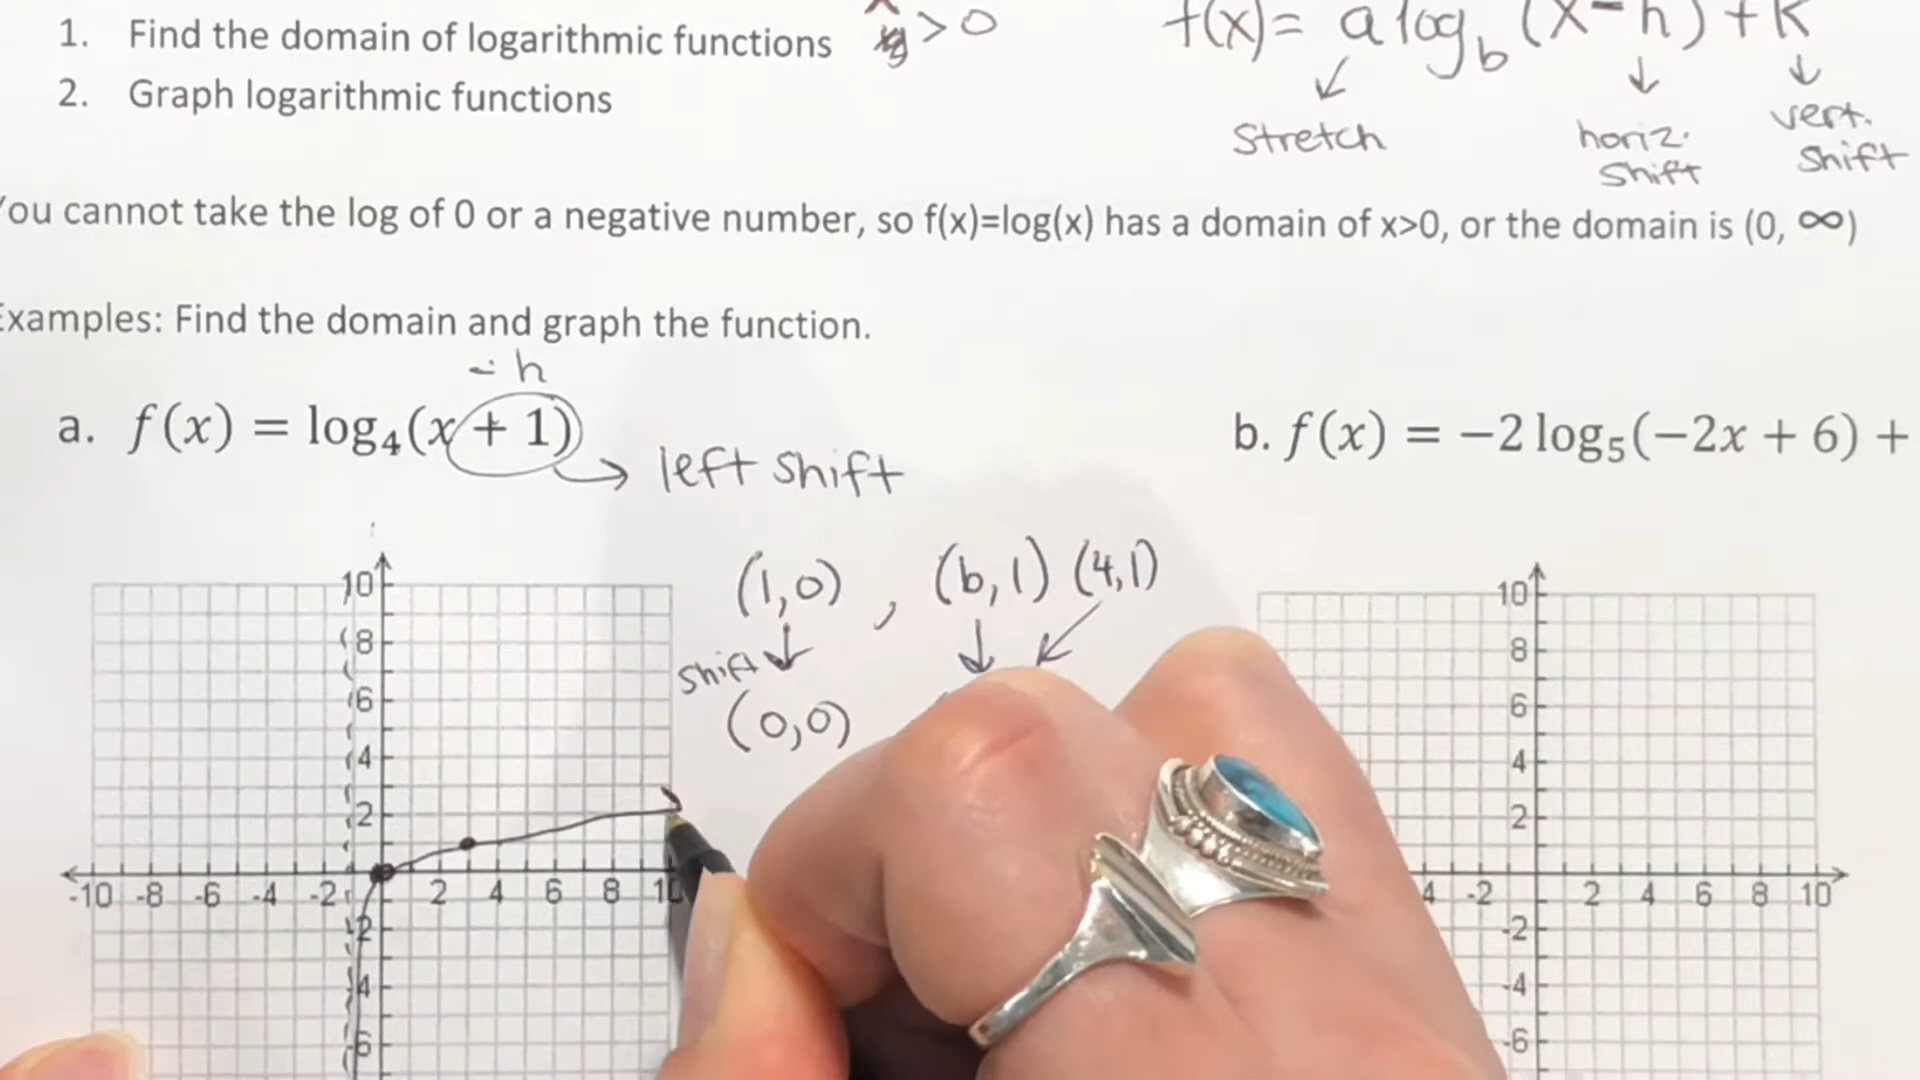 1. Find the domain of logarithmic functions > 0
f(x)= a log_b (x-h)+k
2. Graph logarithmic functions
Stretch
horiz. shift
vert. shift
ou cannot take the log of 0 or a negative number, so f(x)=log(x) has a domain of x>0, or the domain is (0, ∞)
xamples: Find the domain and graph the function.
- h
a. f(x) = log₄(x + 1)
left shift
b. f(x) = −2 log₅(−2x + 6) +
(1,0) , (b,1) (4,1)
shift
(0,0)
10
8
6
4
2
-10 -8 -6 -4 -2 2 4 6 8
-2
-4
-6
10
8
6
4
2
4 -2 2 4 6 8 10
-2
-4
-6